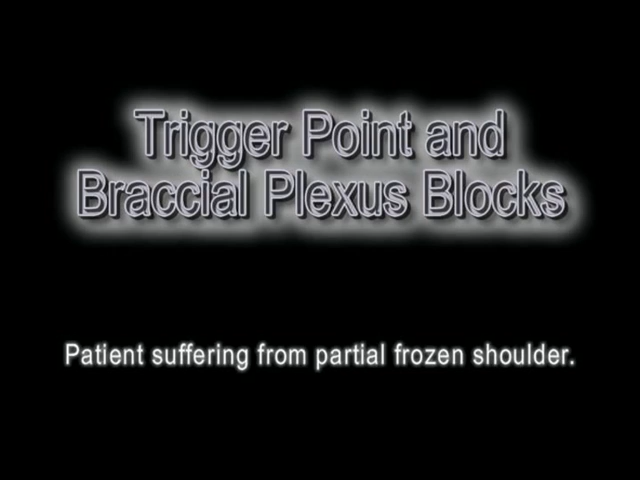 Trigger Point and
Braccial Plexus Blocks
Patient suffering from partial frozen shoulder.